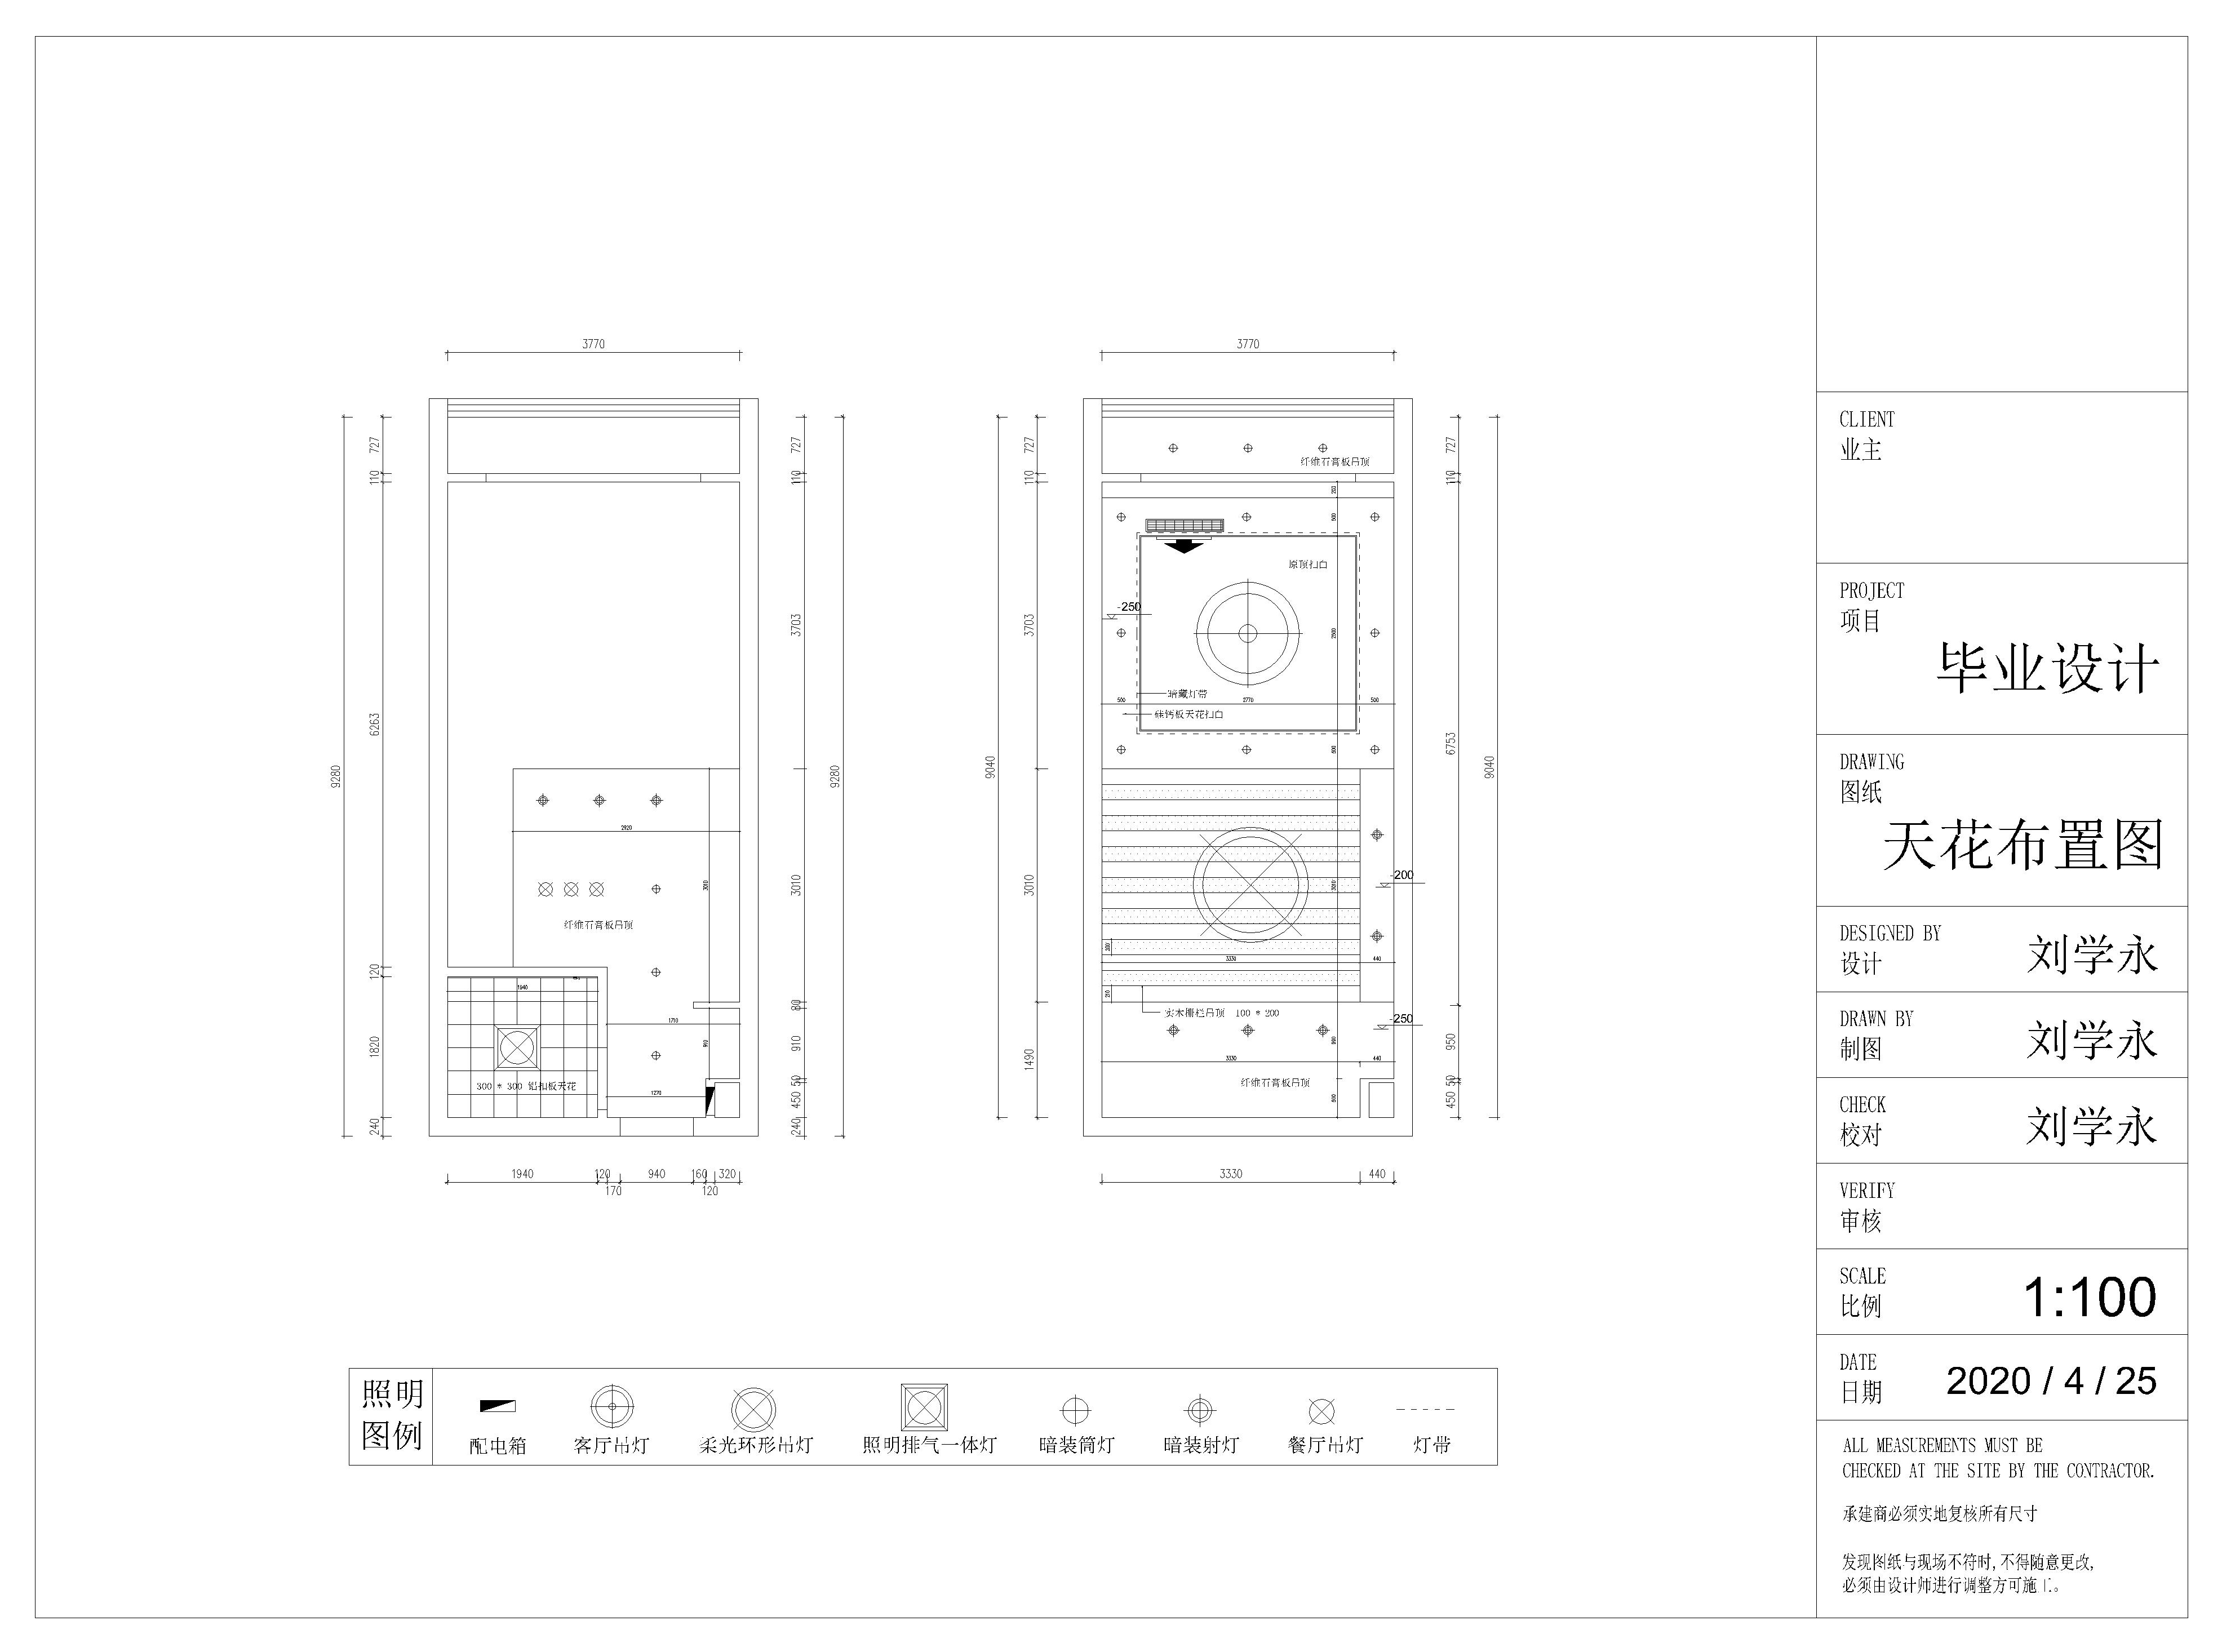 3770
727
110
6263
9280
120
1820
240
727
110
3703
3010
80
910
50
450
240
9280
2820
3010
纤维石膏板吊顶
1940
1710
300 * 300 铝扣板天花
1270
1940
120
170
940
160
120
320
3770
727
110
3703
9040
3010
1490
727
110
6753
9040
950
50
450
纤维石膏板吊顶
500
原顶扫白
-250
2500
暗藏灯带
500
2770
500
硅钙板天花扫白
500
-200
3010
200
3330
440
实木栅栏吊顶 100 * 200
-250
3330
440
纤维石膏板吊顶
3330
440
照明
图例
配电箱
客厅吊灯
柔光环形吊灯
照明排气一体灯
暗装筒灯
暗装射灯
餐厅吊灯
灯带
CLIENT
业主
PROJECT
项目
毕业设计
DRAWING
图纸
天花布置图
DESIGNED BY
设计
刘学永
DRAWN BY
制图
刘学永
CHECK
校对
刘学永
VERIFY
审核
SCALE
比例
1:100
DATE
日期
2020 / 4 / 25
ALL MEASUREMENTS MUST BE
CHECKED AT THE SITE BY THE CONTRACTOR.
承建商必须实地复核所有尺寸
发现图纸与现场不符时,不得随意更改,
必须由设计师进行调整方可施工。